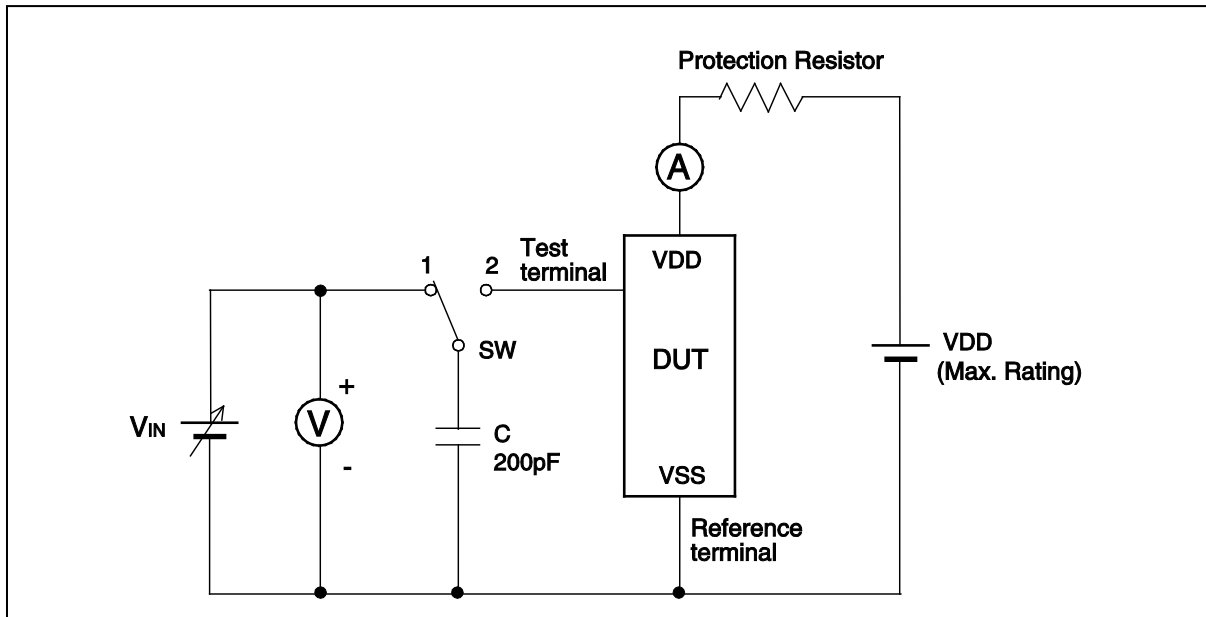 Protection Resistor
A
VDD
1
2
Test
terminal
DUT
SW
VDD
(Max. Rating)
VIN
+
V
-
C
200pF
VSS
Reference
terminal